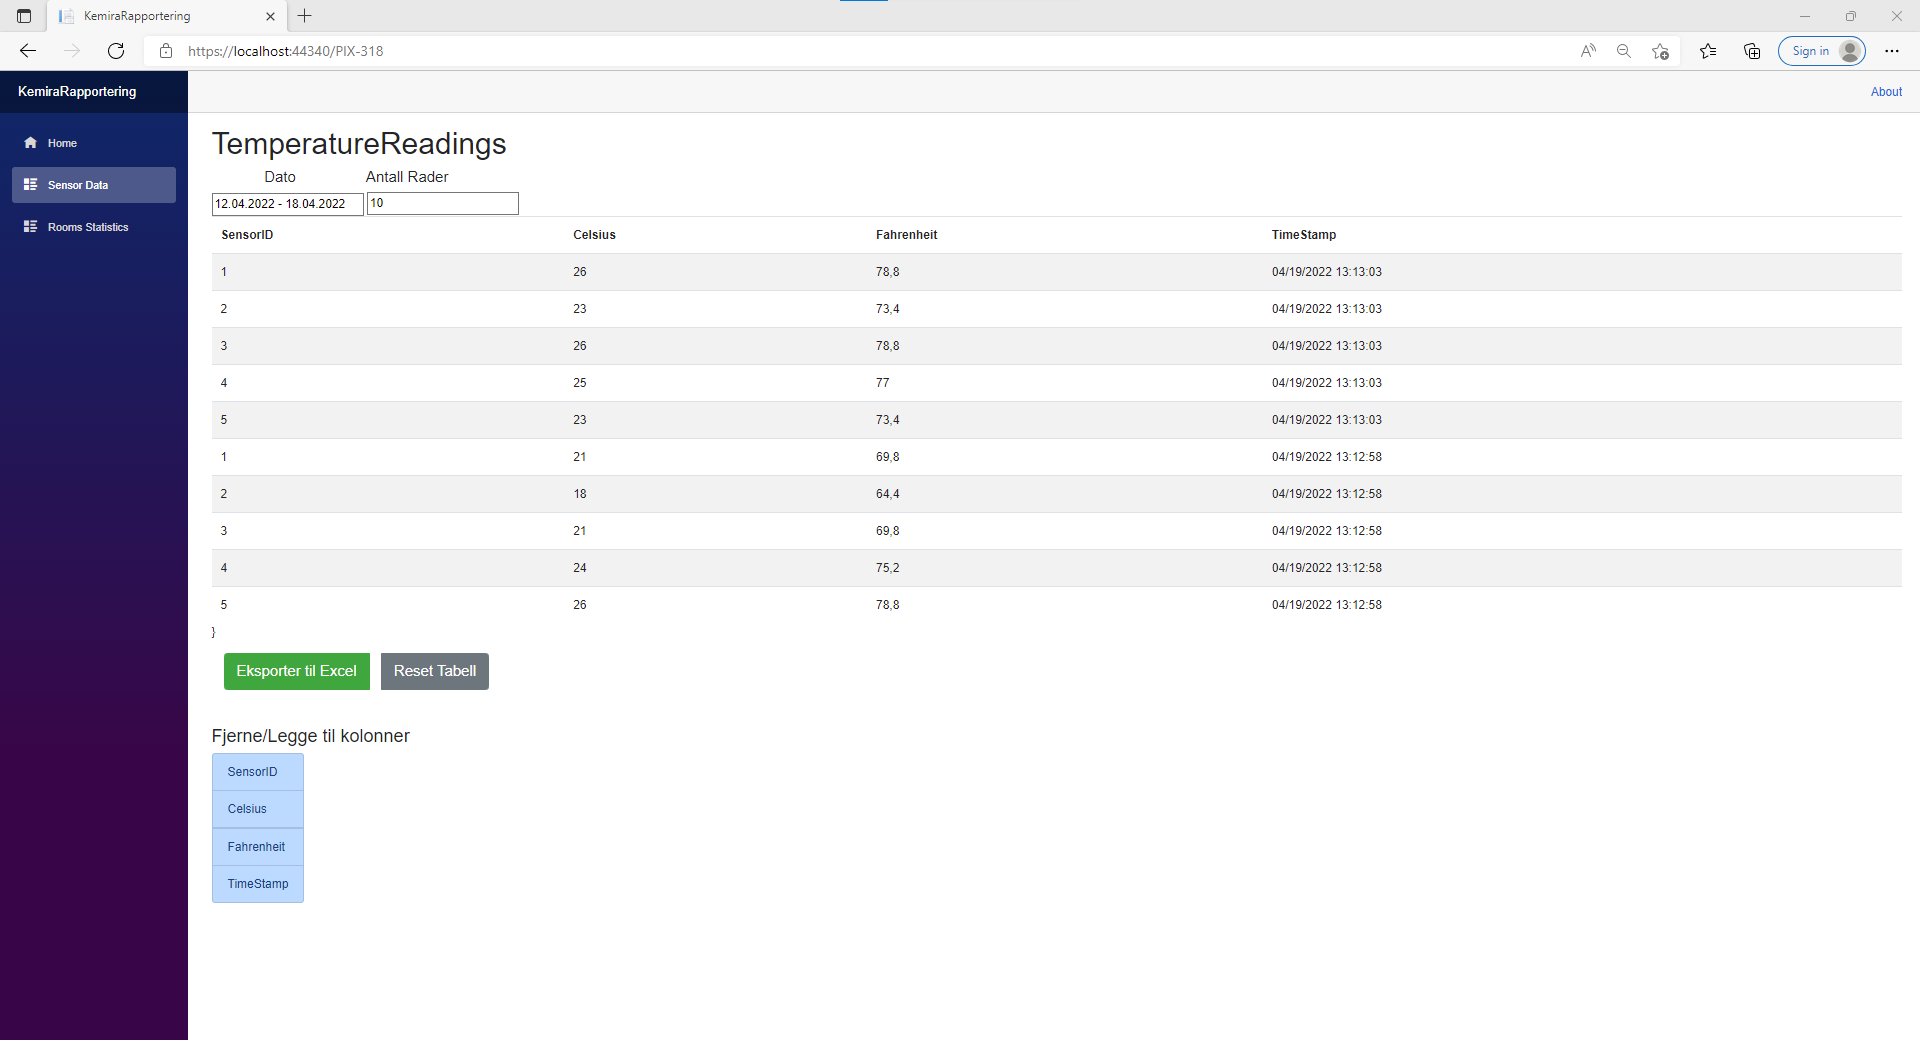 KemiraRapportering
https://localhost:44340/PIX-318
Sign in
KemiraRapportering
About
Home
Sensor Data
Rooms Statistics
TemperatureReadings
Dato Antall Rader
12.04.2022 - 18.04.2022 10
SensorID Celsius Fahrenheit TimeStamp
1 26 78,8 04/19/2022 13:13:03
2 23 73,4 04/19/2022 13:13:03
3 26 78,8 04/19/2022 13:13:03
4 25 77 04/19/2022 13:13:03
5 23 73,4 04/19/2022 13:13:03
1 21 69,8 04/19/2022 13:12:58
2 18 64,4 04/19/2022 13:12:58
3 21 69,8 04/19/2022 13:12:58
4 24 75,2 04/19/2022 13:12:58
5 26 78,8 04/19/2022 13:12:58
}
Eksporter til Excel Reset Tabell
Fjerne/Legge til kolonner
SensorID
Celsius
Fahrenheit
TimeStamp